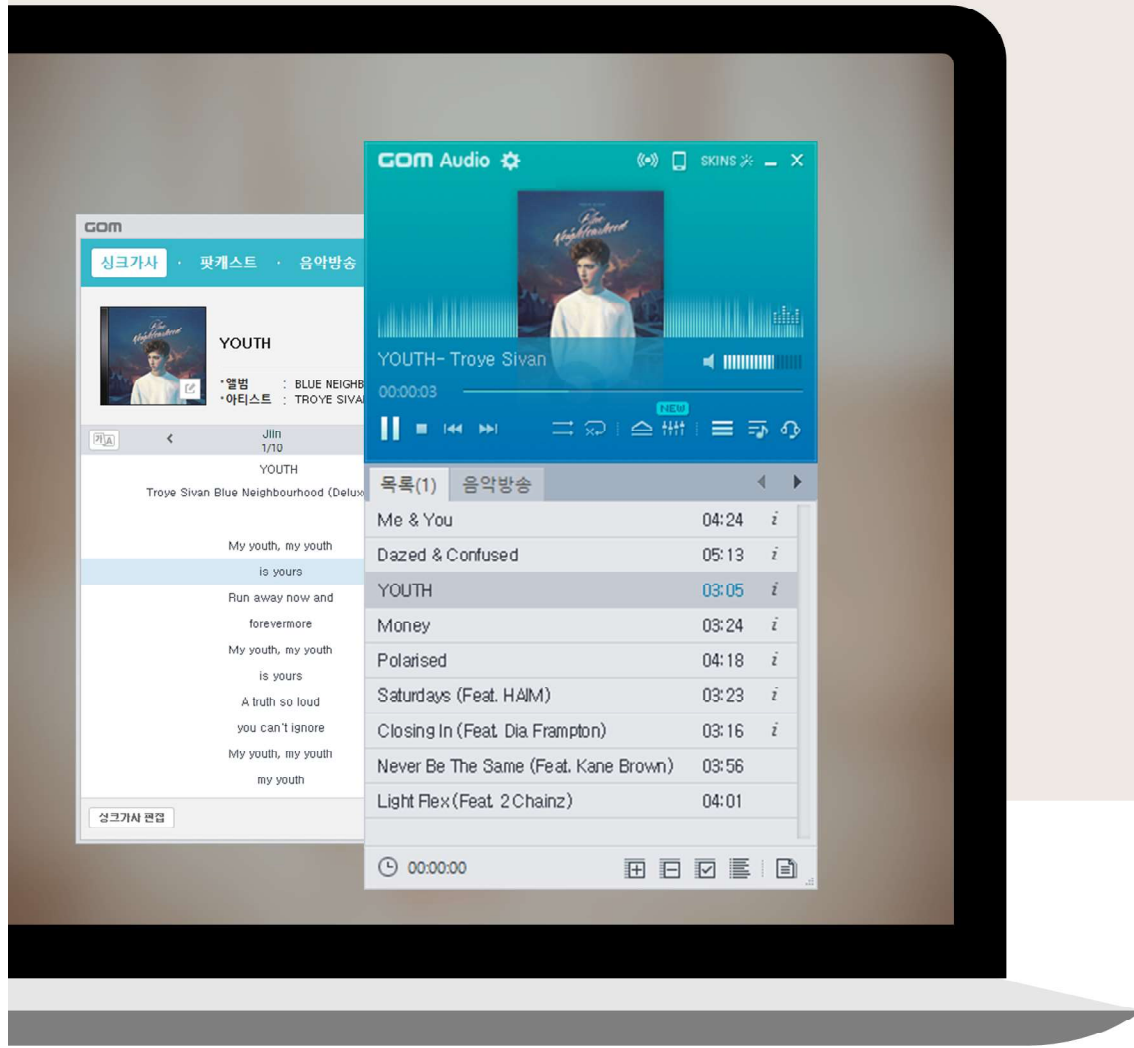 GOM
싱크가사 · 팟캐스트 · 음악방송
YOUTH
*앨범 : BLUE NEIGHB
*아티스트 : TROYE SIVA
가A
<
Jiin
1/10
YOUTH
Troye Sivan Blue Neighbourhood (Delux
My youth, my youth
is yours
Run away now and
forevermore
My youth, my youth
is yours
A truth so loud
you can't ignore
My youth, my youth
my youth
싱크가사 편집
GOM Audio
SKINS
Blue
Neighbourhood
YOUTH- Troye Sivan
00:00:03
NEW
목록(1) 음악방송
Me & You 04:24 i
Dazed & Confused 05:13 i
YOUTH 03:05 i
Money 03:24 i
Polarised 04:18 i
Saturdays (Feat. HAIM) 03:23 i
Closing In (Feat. Dia Frampton) 03:16 i
Never Be The Same (Feat. Kane Brown) 03:56
Light Flex (Feat. 2 Chainz) 04:01
00:00:00